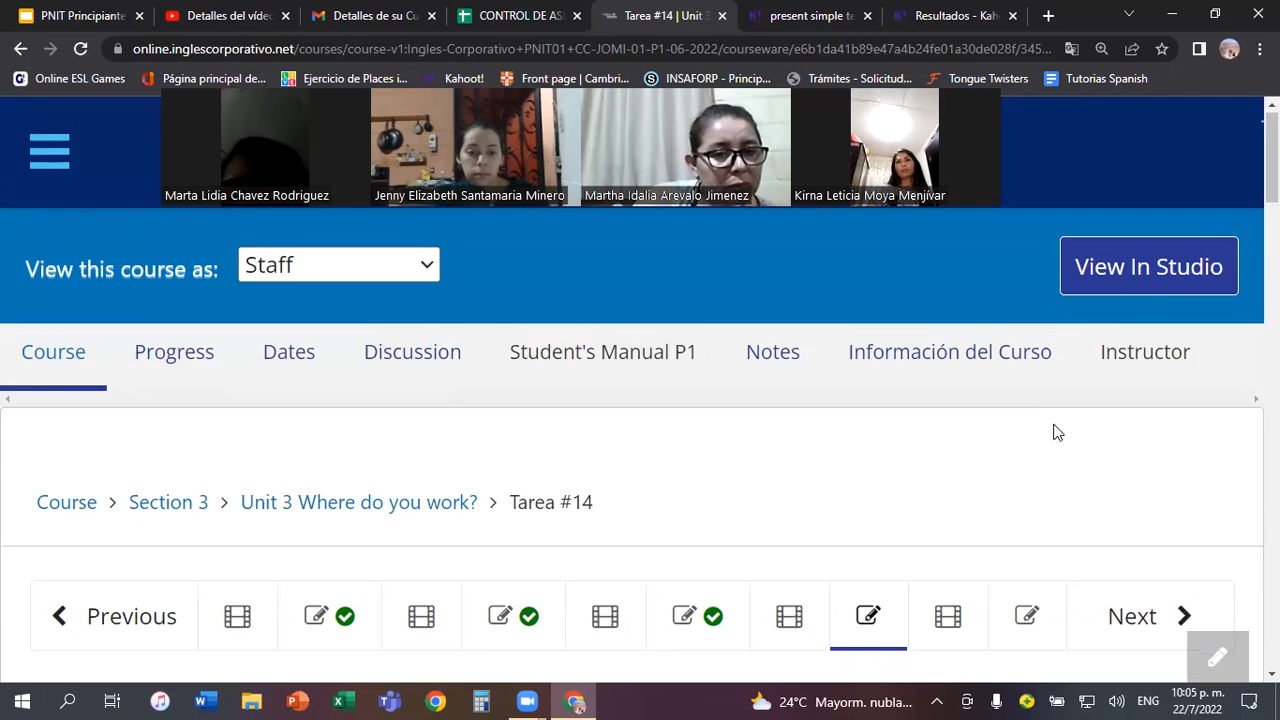 PNIT Principiante
Detalles del vídeo
Detalles de su Cu
CONTROL DE ASI
Tarea #14 | Unit 3
present simple te
Resultados - Kah
online.inglescorporativo.net/courses/course-v1:Ingles-Corporativo+PNIT01+CC-JOMI-01-P1-06-2022/courseware/e6b1da41b89e47a4b24fe01a30de028f/345...
Own ESL Games
Página principal de...
Ejercicio de Places i...
Kahoot!
Front page | Cambri...
INSAFORP - Princip...
Trámites - Solicitud...
Tongue Twisters
Tutorias Spanish
Marta Lidia Chavez Rodriguez
Jenny Elizabeth Santamaria Minero
Martha Idalia Arevalo Jimenez
Kirna Leticia Moya Menjívar
View this course as:
Staff
View In Studio
Course
Progress
Dates
Discussion
Student's Manual P1
Notes
Información del Curso
Instructor
Course > Section 3 > Unit 3 Where do you work? > Tarea #14
Previous
Next
24°C Mayorm. nubla...
ENG
10:05 p. m.
22/7/2022